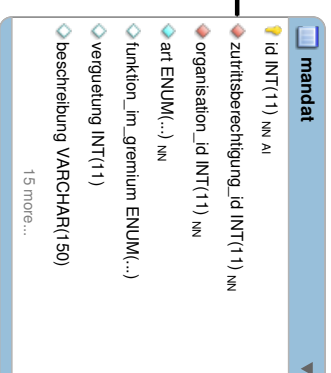 mandat
id INT(11) NN AI
zutrittsberechtigung_id INT(11) NN
organisation_id INT(11) NN
art ENUM(...) NN
funktion_in_gremium ENUM(...)
verguetung INT(11)
beschreibung VARCHAR(150)
15 more...